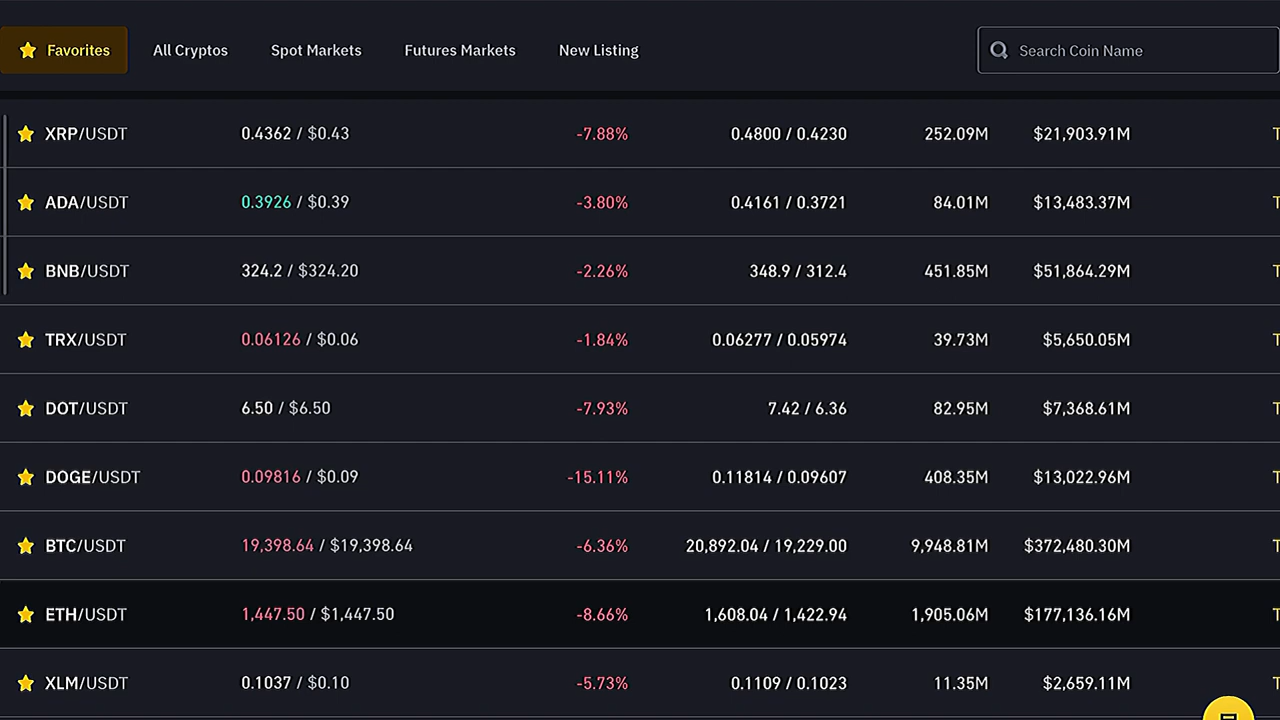 Favorites All Cryptos Spot Markets Futures Markets New Listing Search Coin Name
XRP/USDT 0.4362 / $0.43 -7.88% 0.4800 / 0.4230 252.09M $21,903.91M T
ADA/USDT 0.3926 / $0.39 -3.80% 0.4161 / 0.3721 84.01M $13,483.37M T
BNB/USDT 324.2 / $324.20 -2.26% 348.9 / 312.4 451.85M $51,864.29M T
TRX/USDT 0.06126 / $0.06 -1.84% 0.06277 / 0.05974 39.73M $5,650.05M T
DOT/USDT 6.50 / $6.50 -7.93% 7.42 / 6.36 82.95M $7,368.61M T
DOGE/USDT 0.09816 / $0.09 -15.11% 0.11814 / 0.09607 408.35M $13,022.96M T
BTC/USDT 19,398.64 / $19,398.64 -6.36% 20,892.04 / 19,229.00 9,948.81M $372,480.30M T
ETH/USDT 1,447.50 / $1,447.50 -8.66% 1,608.04 / 1,422.94 1,905.06M $177,136.16M T
XLM/USDT 0.1037 / $0.10 -5.73% 0.1109 / 0.1023 11.35M $2,659.11M T